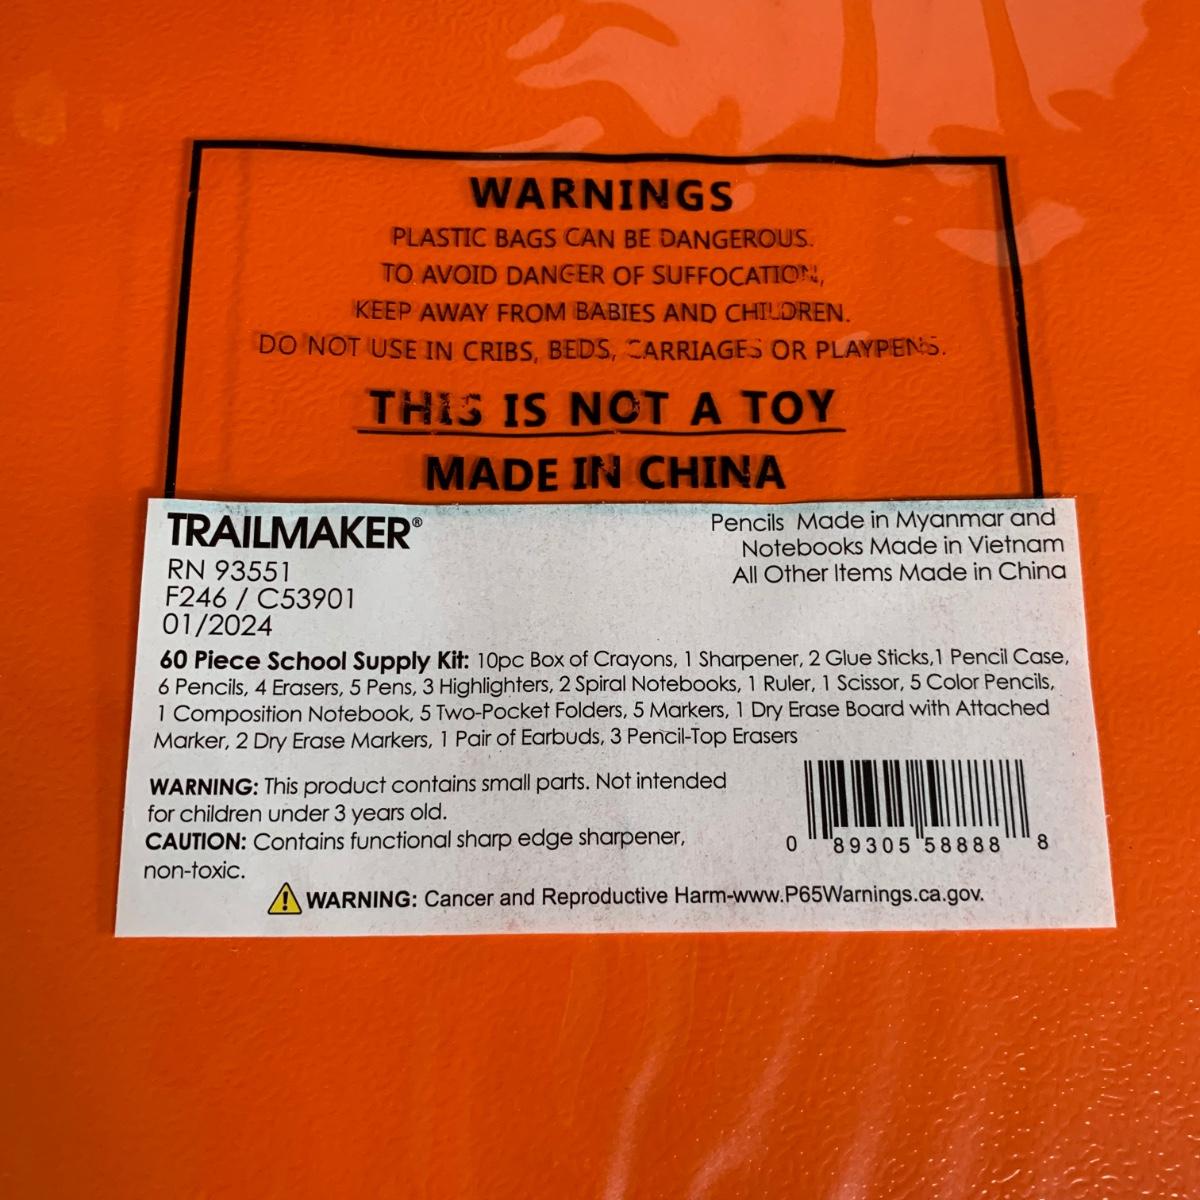 WARNINGS
PLASTIC BAGS CAN BE DANGEROUS.
TO AVOID DANGER OF SUFFOCATION,
KEEP AWAY FROM BABIES AND CHILDREN.
DO NOT USE IN CRIBS, BEDS, CARRIAGES OR PLAYPENS.
THIS IS NOT A TOY
MADE IN CHINA
TRAILMAKER®
RN 93551
F246 / C53901
01/2024
Pencils Made in Myanmar and
Notebooks Made in Vietnam
All Other Items Made in China
60 Piece School Supply Kit: 10pc Box of Crayons, 1 Sharpener, 2 Glue Sticks,1 Pencil Case,
6 Pencils, 4 Erasers, 5 Pens, 3 Highlighters, 2 Spiral Notebooks, 1 Ruler, 1 Scissor, 5 Color Pencils,
1 Composition Notebook, 5 Two-Pocket Folders, 5 Markers, 1 Dry Erase Board with Attached
Marker, 2 Dry Erase Markers, 1 Pair of Earbuds, 3 Pencil-Top Erasers
WARNING: This product contains small parts. Not intended
for children under 3 years old.
CAUTION: Contains functional sharp edge sharpener,
non-toxic.
0 89305 58888 8
WARNING: Cancer and Reproductive Harm-www.P65Warnings.ca.gov.